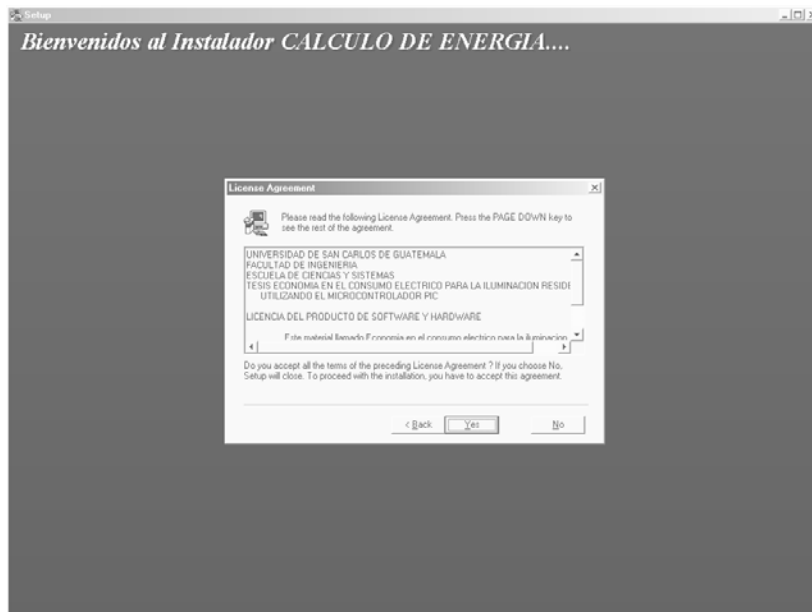 Setup
Bienvenidos al Instalador CALCULO DE ENERGIA....
License Agreement
Please read the following License Agreement. Press the PAGE DOWN key to
see the rest of the agreement.
UNIVERSIDAD DE SAN CARLOS DE GUATEMALA
FACULTAD DE INGENIERIA
ESCUELA DE CIENCIAS Y SISTEMAS
TESIS ECONOMIA EN EL CONSUMO ELECTRICO PARA LA ILUMINACION RESIDE
UTILIZANDO EL MICROCONTROLADOR PIC
LICENCIA DEL PRODUCTO DE SOFTWARE Y HARDWARE
Este material llamado Economia en el consumo electrico para la iluminacion
Do you accept all the terms of the preceding License Agreement ? If you choose No,
Setup will close. To proceed with the installation, you have to accept this agreement.
< Back Yes No